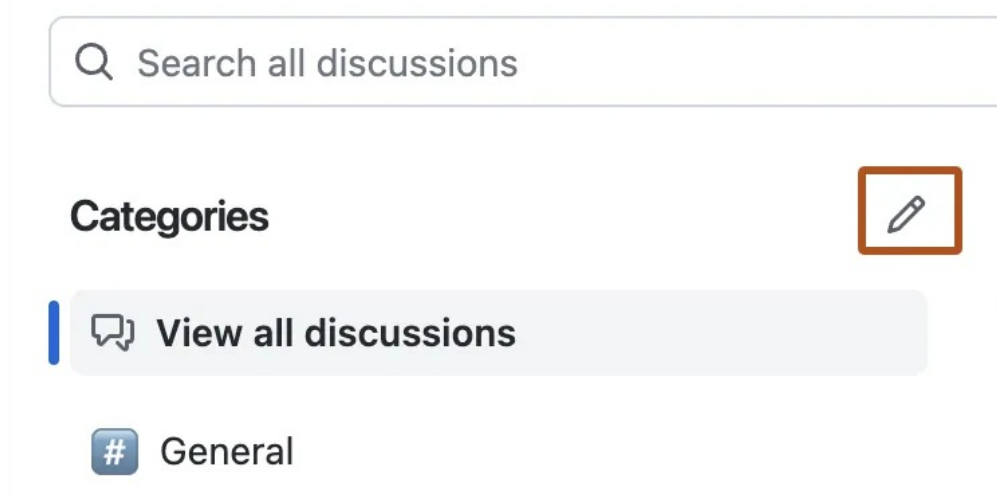 Search all discussions
Categories
View all discussions
# General